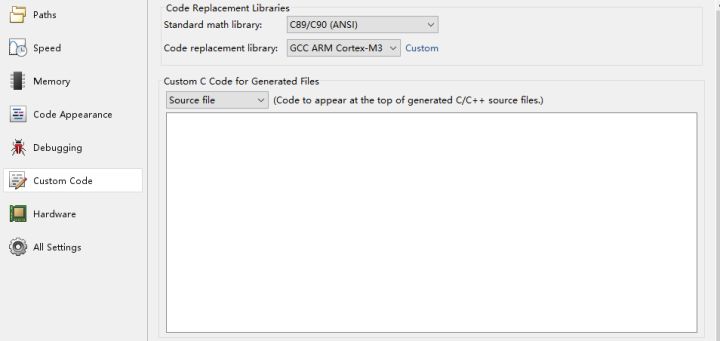 Paths
Speed
Memory
Code Appearance
Debugging
Custom Code
Hardware
All Settings
Code Replacement Libraries
Standard math library: C89/C90 (ANSI)
Code replacement library: GCC ARM Cortex-M3 Custom
Custom C Code for Generated Files
Source file (Code to appear at the top of generated C/C++ source files.)